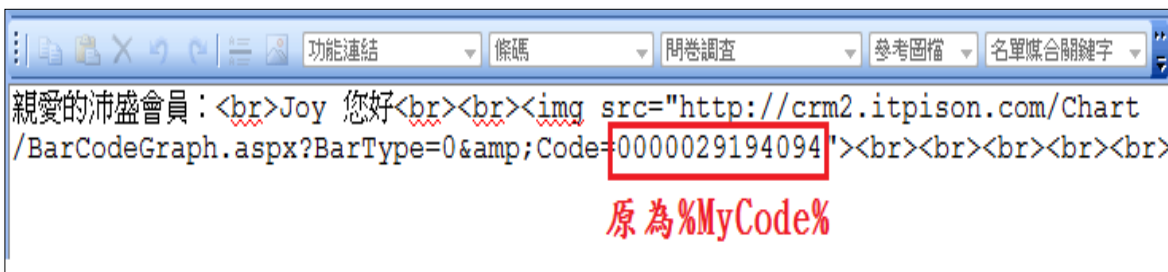 功能連結 條碼 問卷調查 參考圖檔 名單媒合關鍵字
親愛的沛盛會員：<br>Joy 您好<br><br><img src="http://crm2.itpison.com/Chart
/BarCodeGraph.aspx?BarType=0&amp;Code=0000029194094"><br><br><br><br><br>
原為%MyCode%